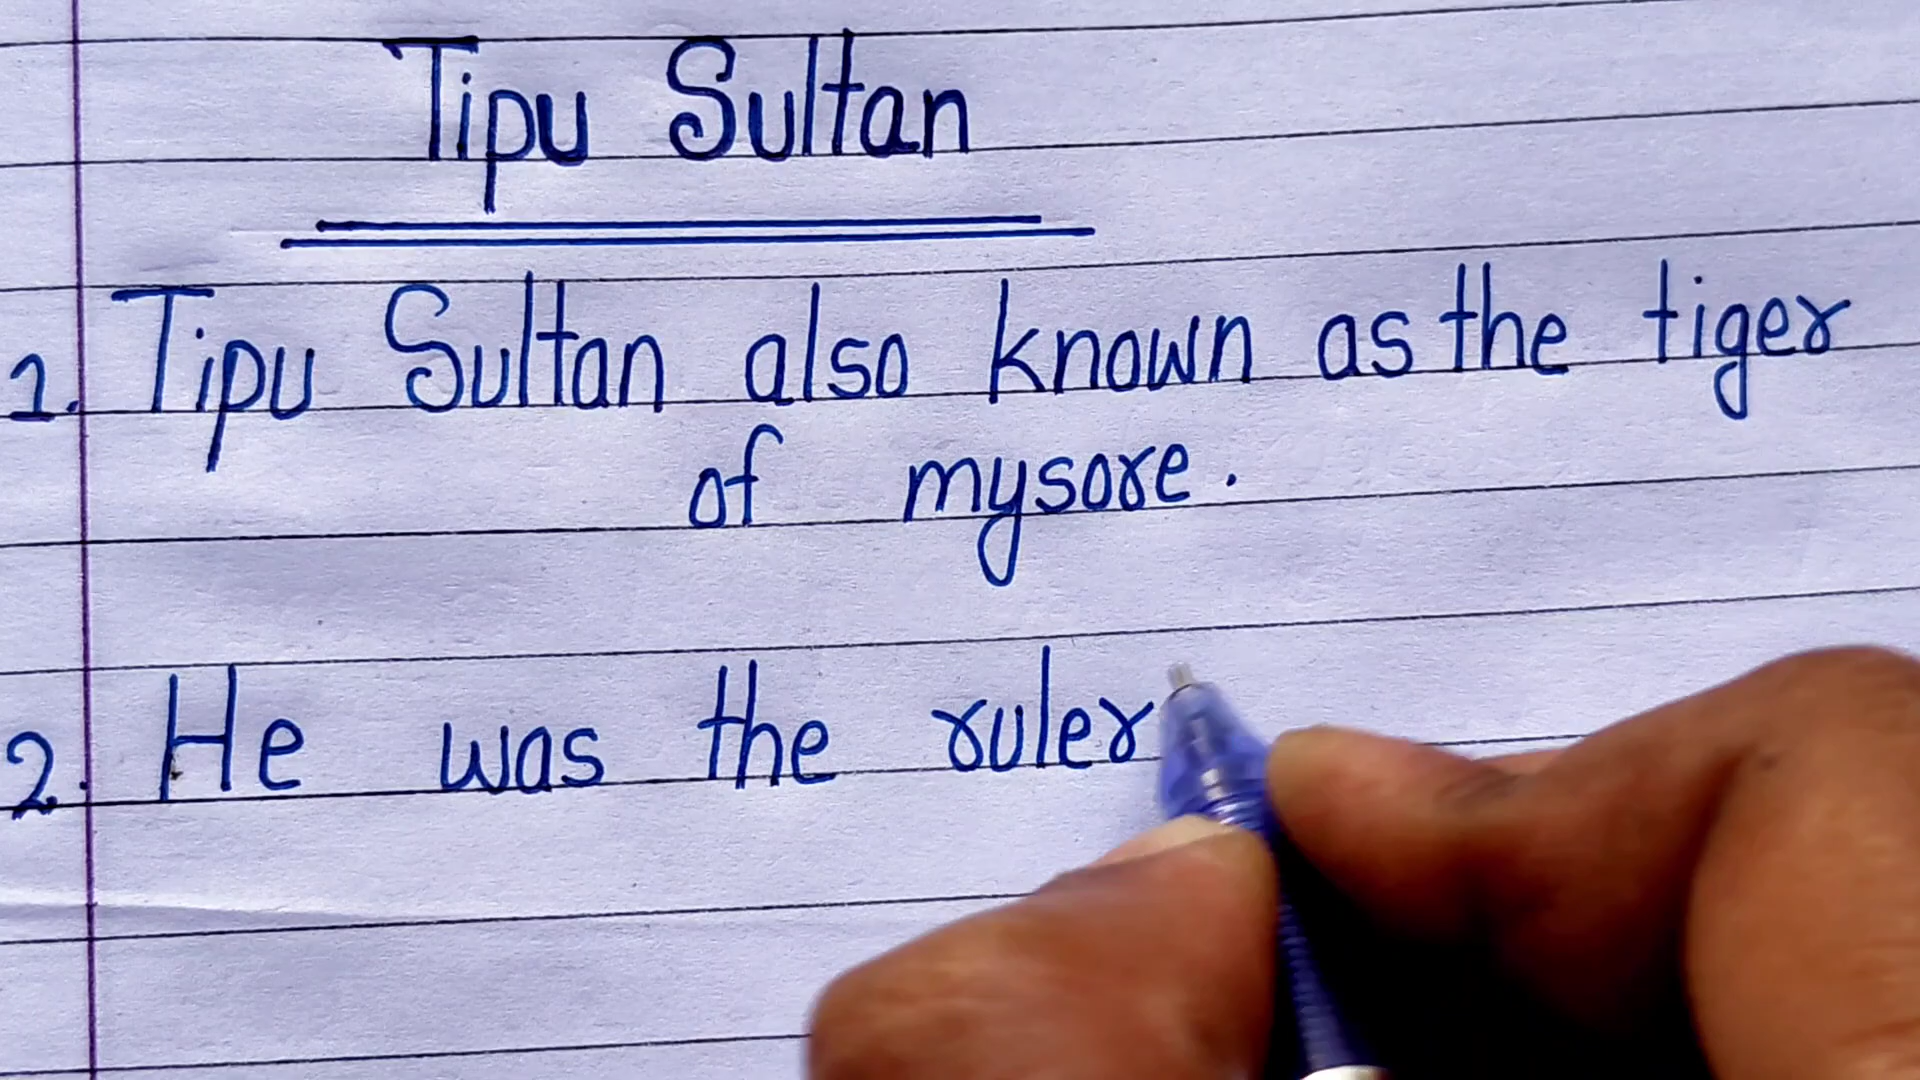 Tipu Sultan
1. Tipu Sultan also known as the tiger
of mysore.
2. He was the ruler